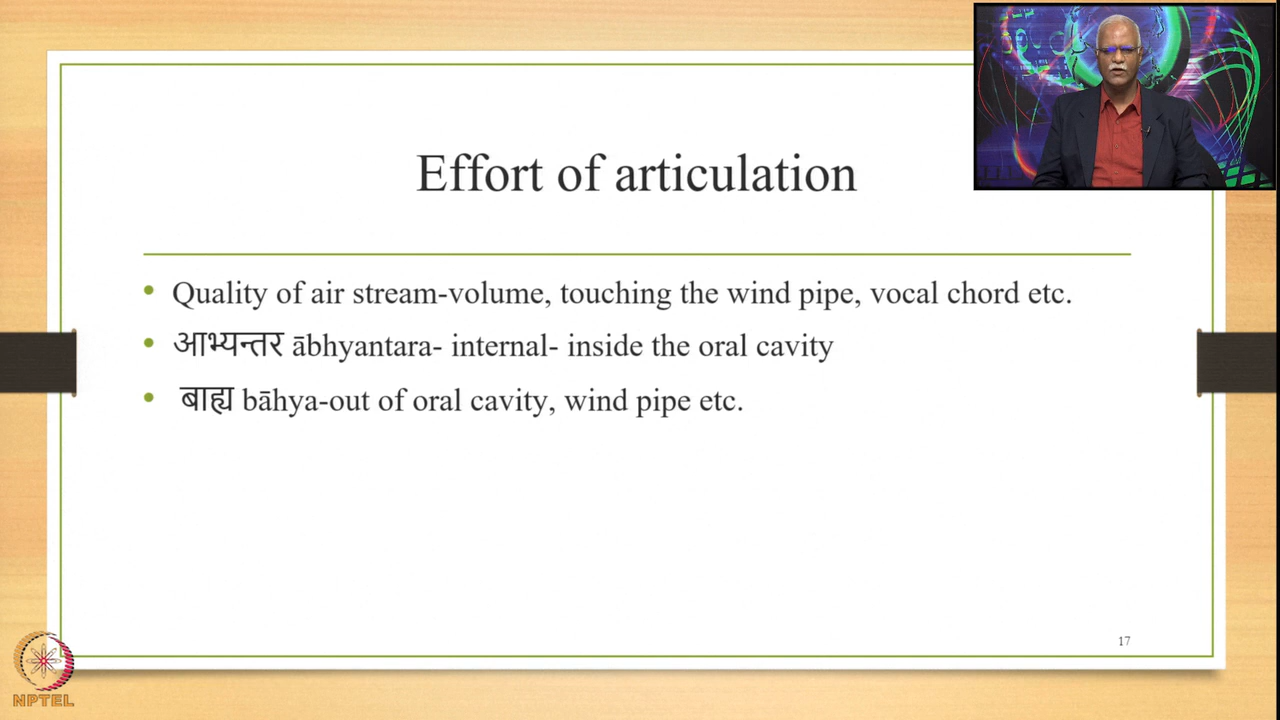 Effort of articulation
• Quality of air stream-volume, touching the wind pipe, vocal chord etc.
• आभ्यन्तर ābhyantara- internal- inside the oral cavity
• बाह्य bāhya-out of oral cavity, wind pipe etc.
17
NPTEL